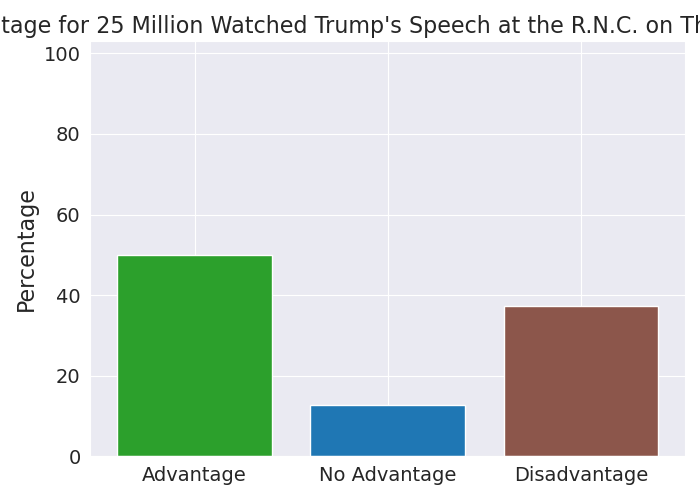 tage for 25 Million Watched Trump's Speech at the R.N.C. on Th
100
80
60
40
20
0
Percentage
Advantage No Advantage Disadvantage